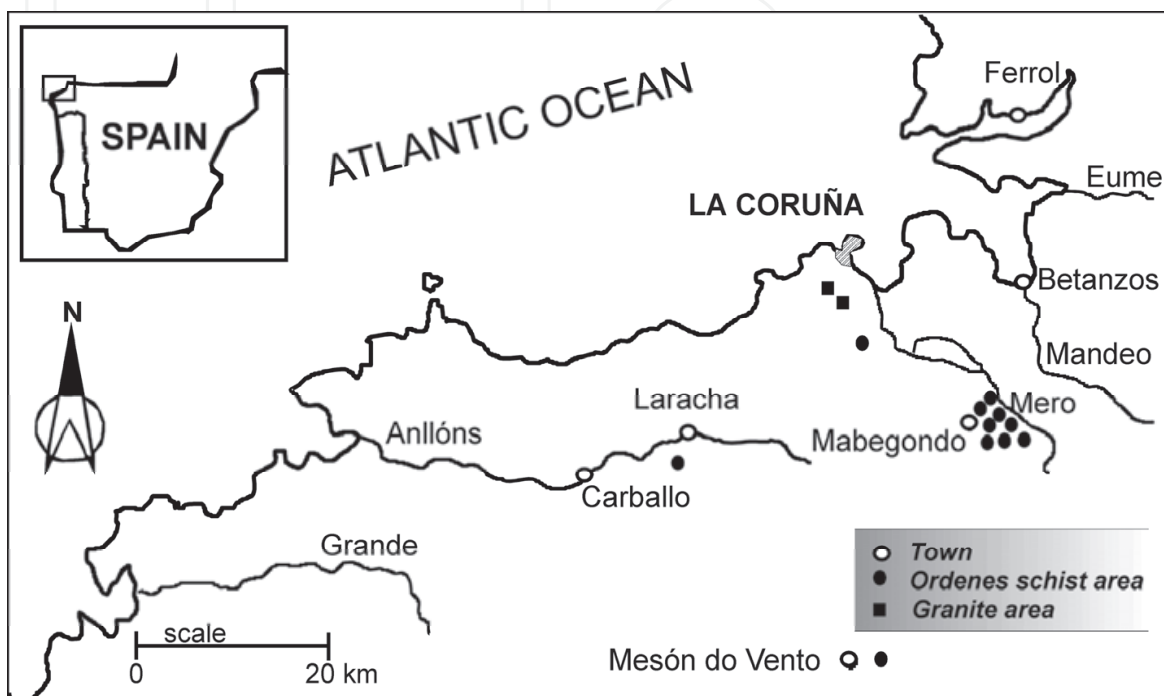 SPAIN
ATLANTIC OCEAN
Ferrol
Eume
LA CORUÑA
Betanzos
N
Mandeo
Laracha
Mero
Anllóns
Mabegondo
Carballo
Grande
Town
Ordenes schist area
Granite area
scale
0 20 km
Mesón do Vento